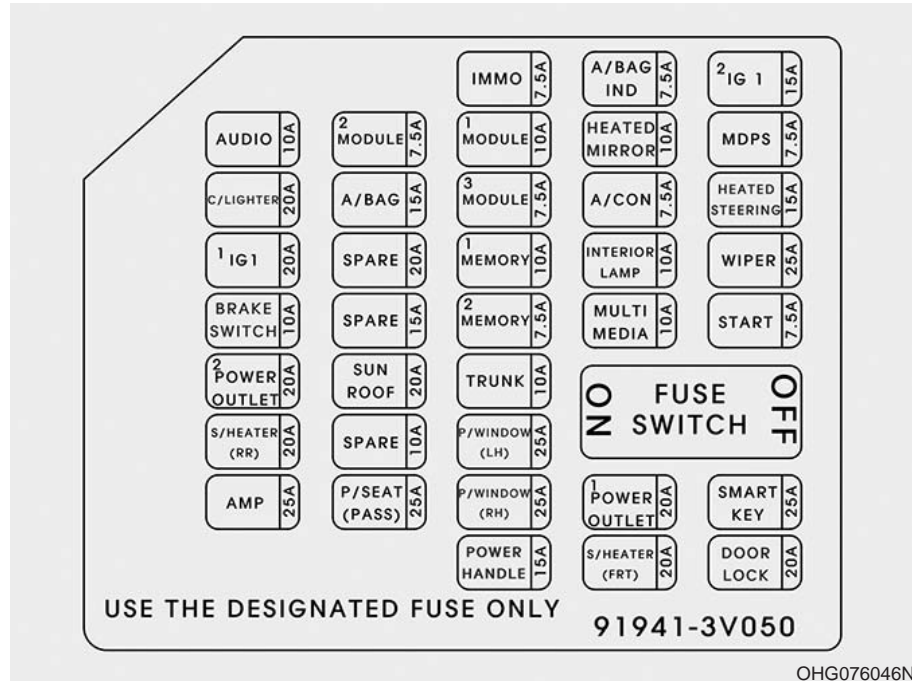 IMMO 7.5A
A/BAG IND 7.5A
2 IG 1 15A
AUDIO 10A
2 MODULE 7.5A
1 MODULE 10A
HEATED MIRROR 10A
MDPS 7.5A
C/LIGHTER 20A
A/BAG 15A
3 MODULE 7.5A
A/CON 7.5A
HEATED STEERING 15A
1 IG1 20A
SPARE 20A
1 MEMORY 10A
INTERIOR LAMP 10A
WIPER 25A
BRAKE SWITCH 10A
SPARE 15A
2 MEMORY 7.5A
MULTI MEDIA 10A
START 7.5A
2 POWER OUTLET 20A
SUN ROOF 20A
TRUNK 10A
ON FUSE SWITCH OFF
S/HEATER (RR) 20A
SPARE 10A
P/WINDOW (LH) 25A
AMP 25A
P/SEAT (PASS) 25A
P/WINDOW (RH) 25A
1 POWER OUTLET 20A
SMART KEY 25A
POWER HANDLE 15A
S/HEATER (FRT) 20A
DOOR LOCK 20A
USE THE DESIGNATED FUSE ONLY
91941-3V050
OHG076046N